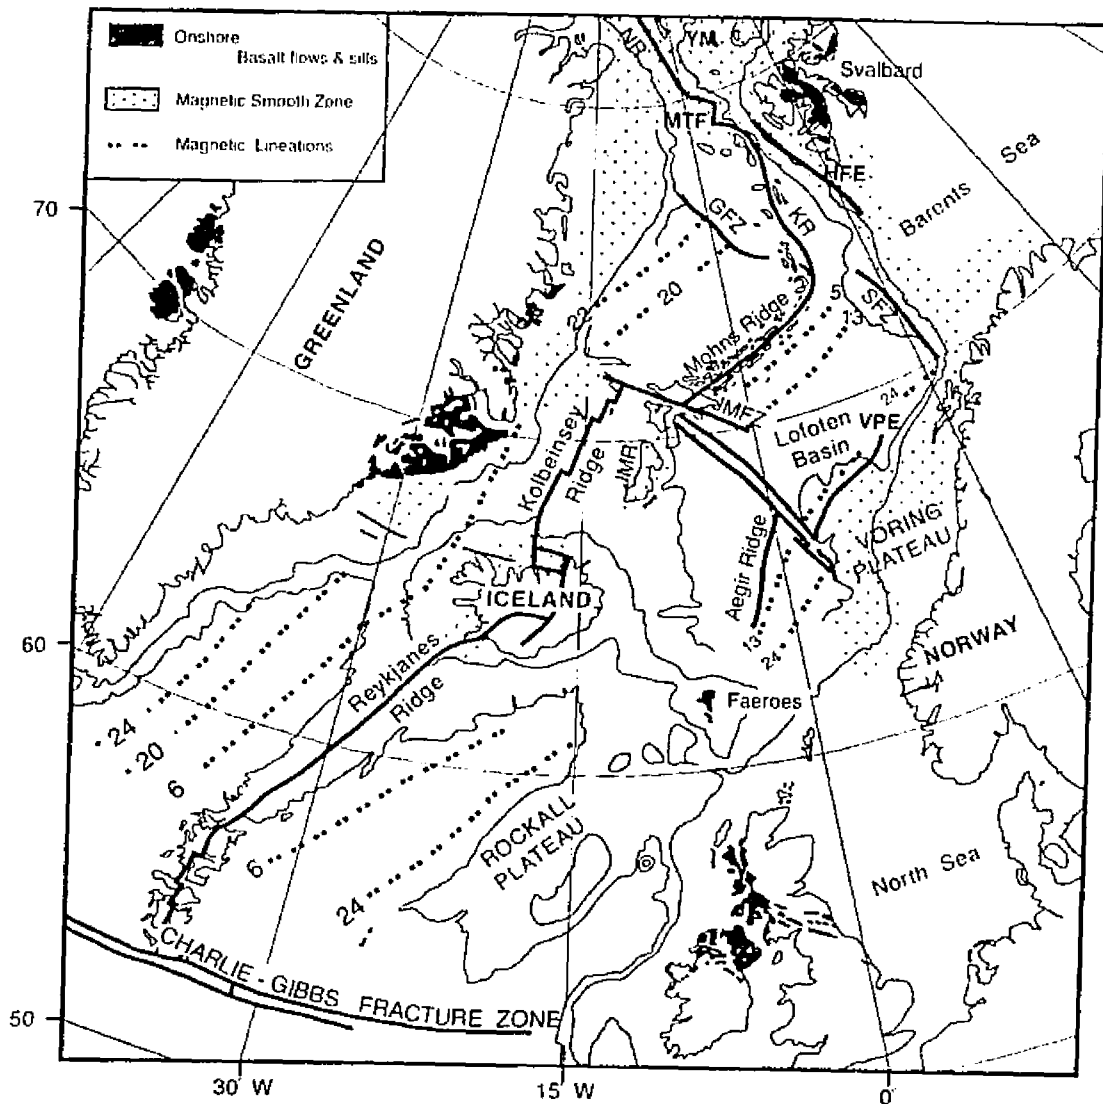 Onshore
Basalt flows & sills
Magnetic Smooth Zone
Magnetic Lineations
NR
YM
Svalbard
MTF
HFE
Barents Sea
70
GREENLAND
GFZ
KR
20
22
5
13
SFZ
Mohns Ridge
JMF
24
Lofoten
Basin
VPE
Kolbeinsey
Ridge
JMR
VORING
PLATEAU
Aegir Ridge
ICELAND
13
24
NORWAY
60
Reykjanes
Ridge
Faeroes
24
20
6
6
24
ROCKALL
PLATEAU
North Sea
CHARLIE - GIBBS FRACTURE ZONE
50
30 W
15 W
0